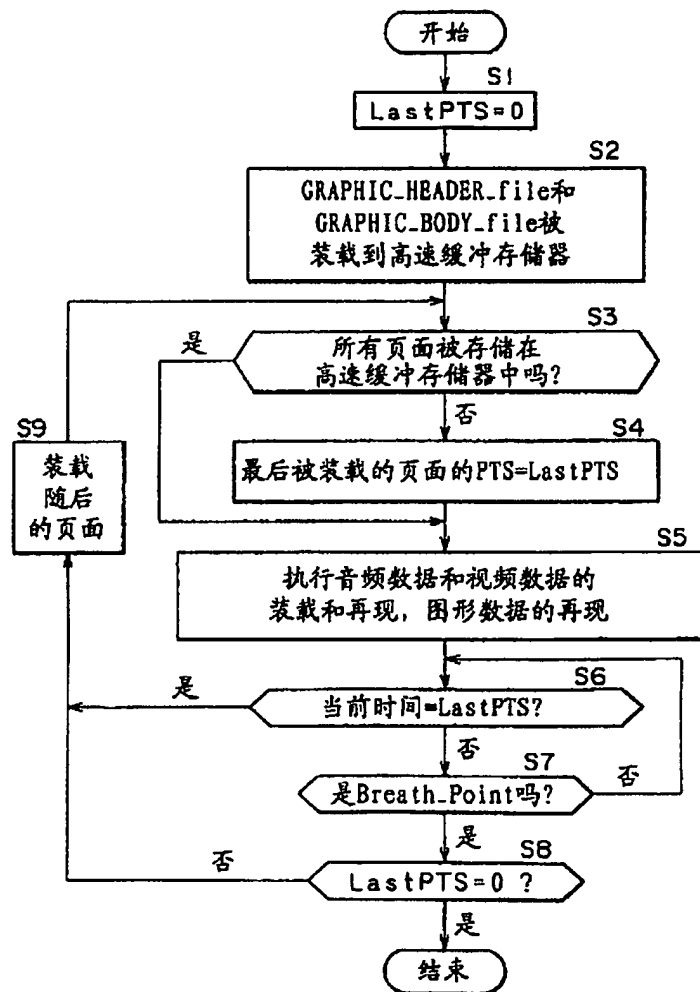 开始
S1
LastPTS=0
S2
GRAPHIC_HEADER_file和
GRAPHIC_BODY_file被
装载到高速缓冲存储器
S3
是
所有页面被存储在
高速缓冲存储器中吗?
否
S9
装载
随后
的页面
S4
最后被装载的页面的PTS=LastPTS
S5
执行音频数据和视频数据的
装载和再现, 图形数据的再现
S6
是
当前时间=LastPTS?
否
S7
是Breath_Point吗?
否
是
S8
否
LastPTS=0 ?
是
结束